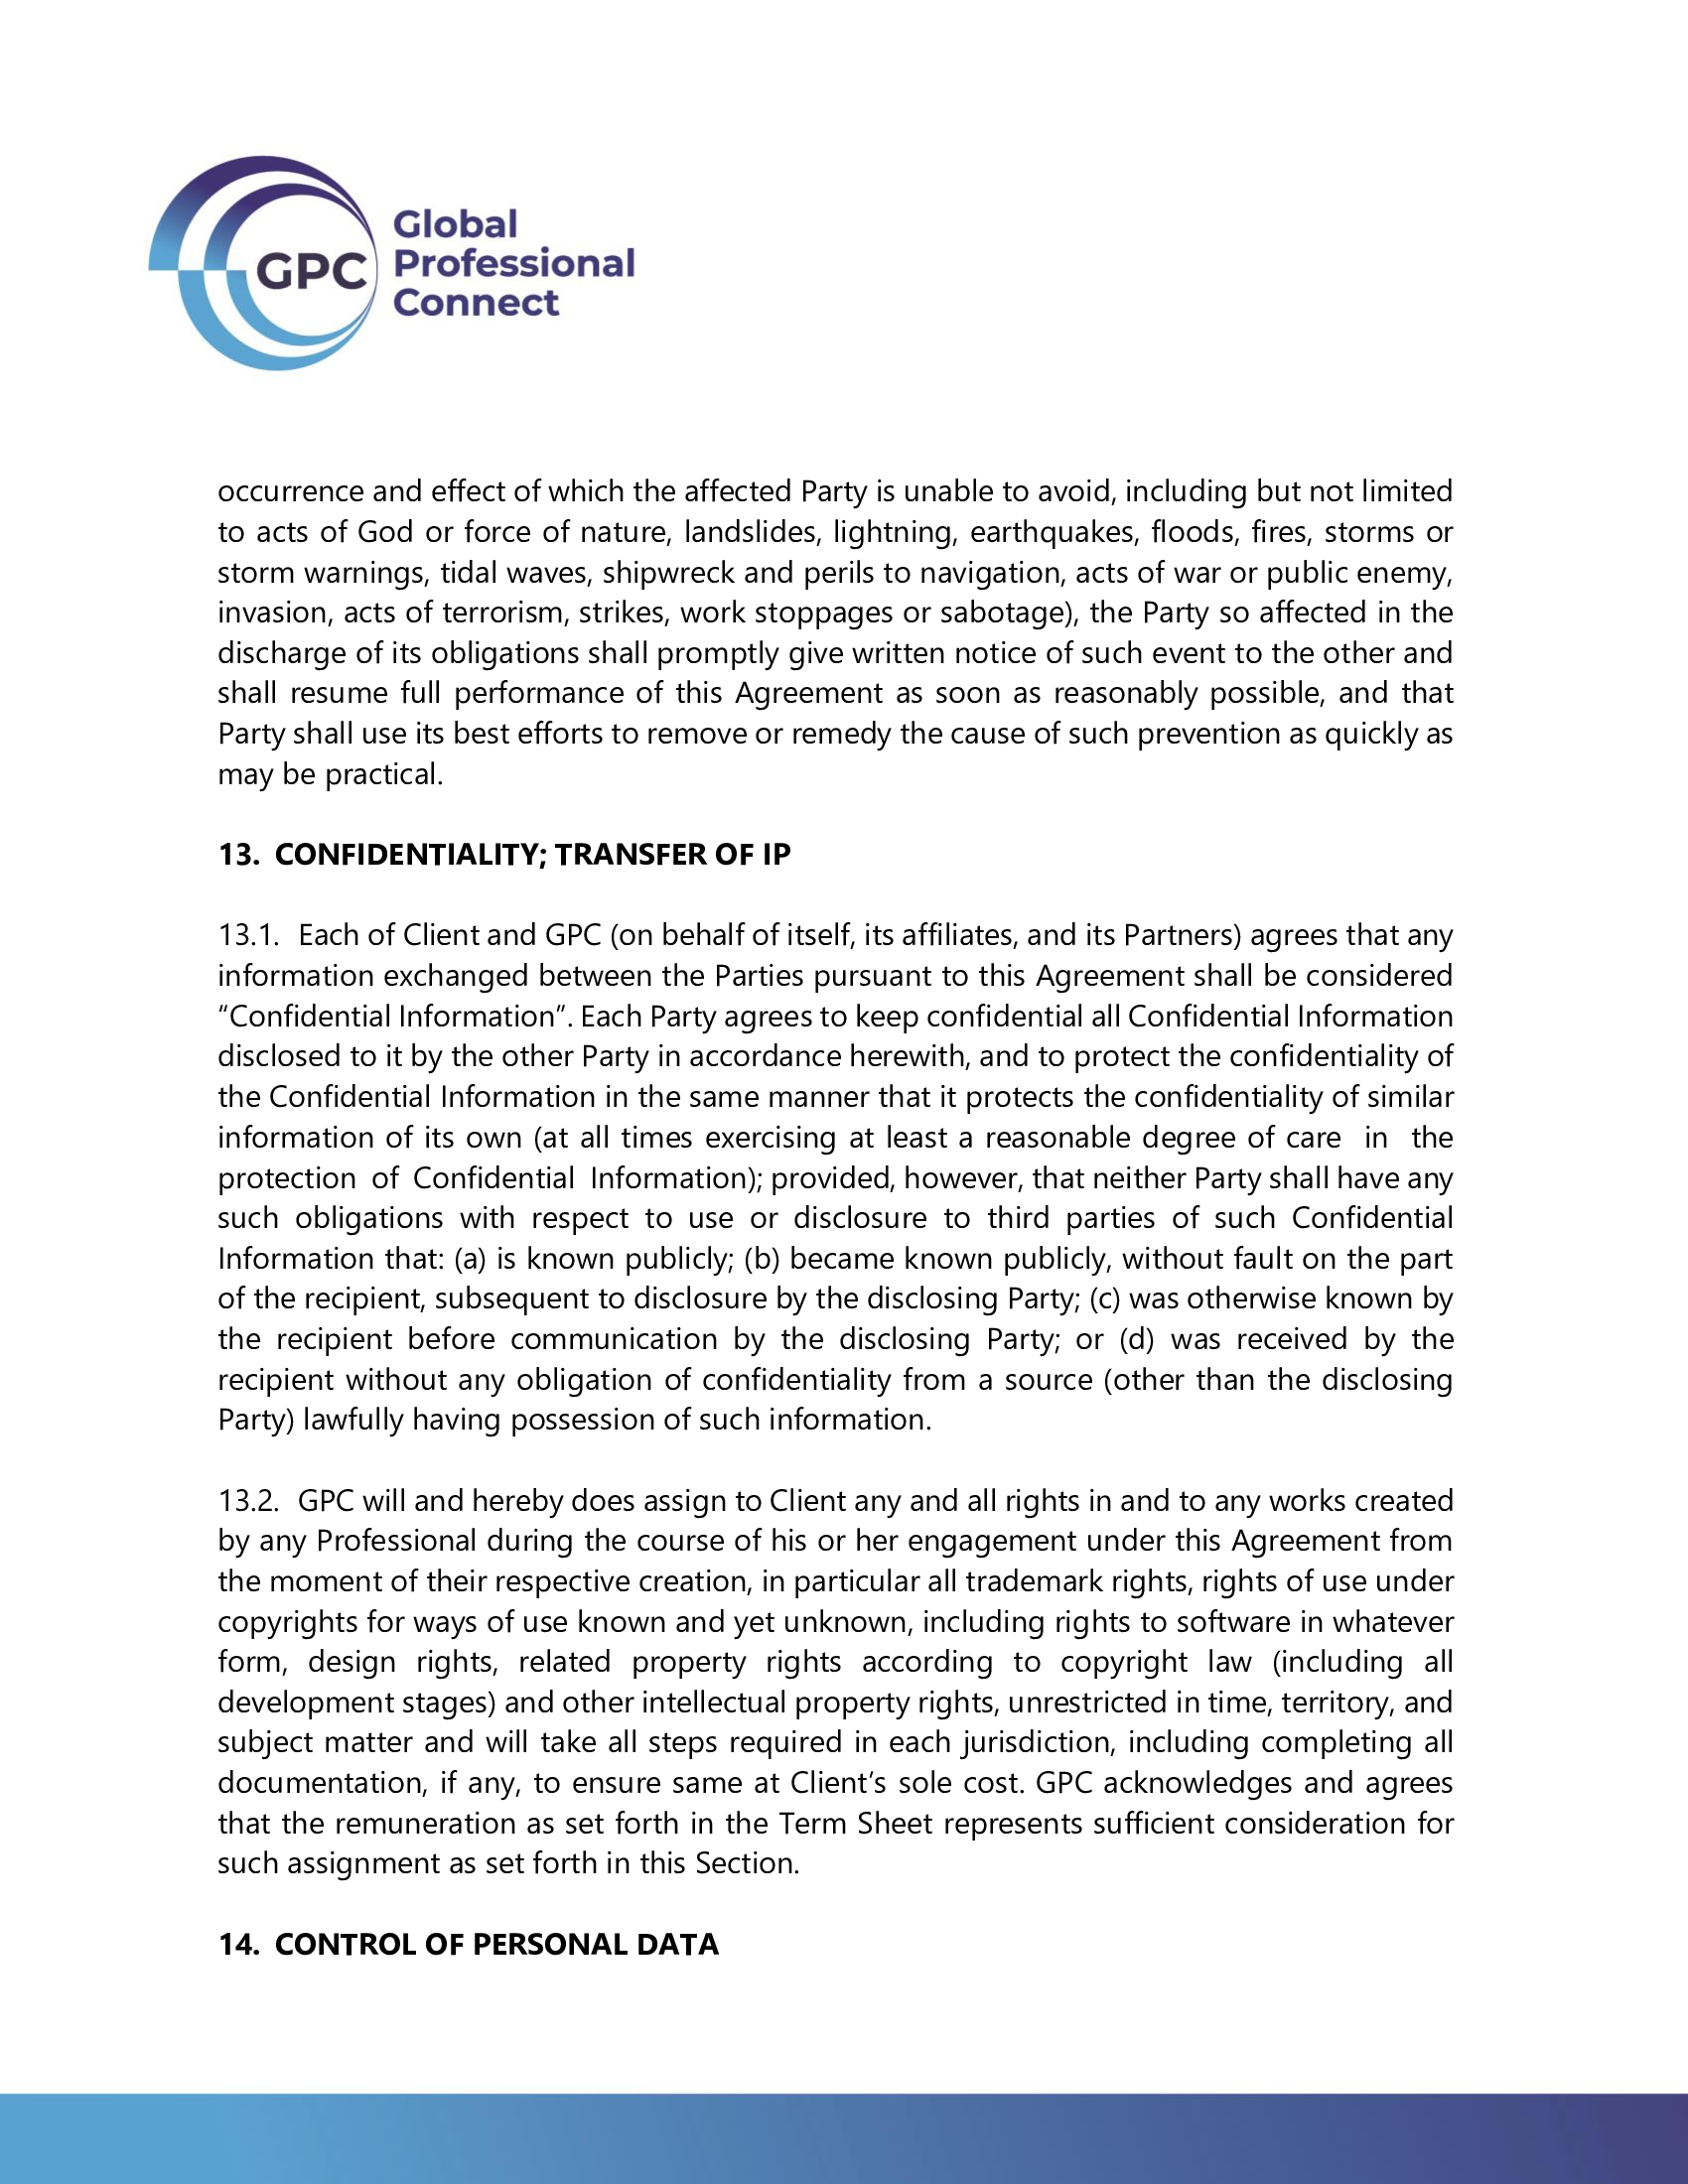 GPC
Global
Professional
Connect
occurrence and effect of which the affected Party is unable to avoid, including but not limited
to acts of God or force of nature, landslides, lightning, earthquakes, floods, fires, storms or
storm warnings, tidal waves, shipwreck and perils to navigation, acts of war or public enemy,
invasion, acts of terrorism, strikes, work stoppages or sabotage), the Party so affected in the
discharge of its obligations shall promptly give written notice of such event to the other and
shall resume full performance of this Agreement as soon as reasonably possible, and that
Party shall use its best efforts to remove or remedy the cause of such prevention as quickly as
may be practical.
13. CONFIDENTIALITY; TRANSFER OF IP
13.1. Each of Client and GPC (on behalf of itself, its affiliates, and its Partners) agrees that any
information exchanged between the Parties pursuant to this Agreement shall be considered
“Confidential Information”. Each Party agrees to keep confidential all Confidential Information
disclosed to it by the other Party in accordance herewith, and to protect the confidentiality of
the Confidential Information in the same manner that it protects the confidentiality of similar
information of its own (at all times exercising at least a reasonable degree of care in the
protection of Confidential Information); provided, however, that neither Party shall have any
such obligations with respect to use or disclosure to third parties of such Confidential
Information that: (a) is known publicly; (b) became known publicly, without fault on the part
of the recipient, subsequent to disclosure by the disclosing Party; (c) was otherwise known by
the recipient before communication by the disclosing Party; or (d) was received by the
recipient without any obligation of confidentiality from a source (other than the disclosing
Party) lawfully having possession of such information.
13.2. GPC will and hereby does assign to Client any and all rights in and to any works created
by any Professional during the course of his or her engagement under this Agreement from
the moment of their respective creation, in particular all trademark rights, rights of use under
copyrights for ways of use known and yet unknown, including rights to software in whatever
form, design rights, related property rights according to copyright law (including all
development stages) and other intellectual property rights, unrestricted in time, territory, and
subject matter and will take all steps required in each jurisdiction, including completing all
documentation, if any, to ensure same at Client’s sole cost. GPC acknowledges and agrees
that the remuneration as set forth in the Term Sheet represents sufficient consideration for
such assignment as set forth in this Section.
14. CONTROL OF PERSONAL DATA